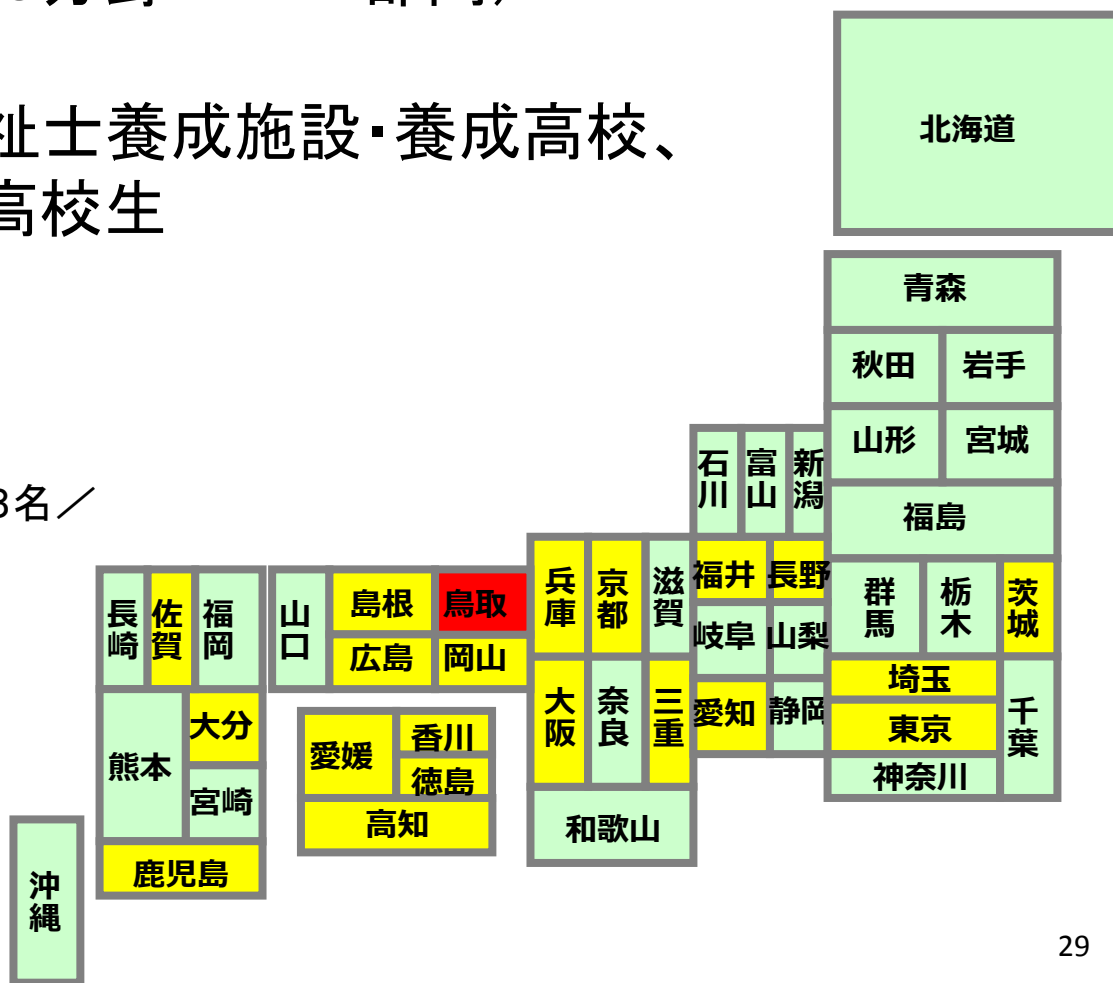 祉士養成施設・養成高校、
高校生
3名／
北海道
青森
秋田
岩手
山形
宮城
福島
石川
富山
新潟
群馬
栃木
茨城
埼玉
東京
神奈川
千葉
福井
長野
岐阜
山梨
愛知
静岡
兵庫
京都
滋賀
大阪
奈良
三重
和歌山
山口
島根
鳥取
広島
岡山
愛媛
香川
徳島
高知
長崎
佐賀
福岡
熊本
大分
宮崎
鹿児島
沖縄
29